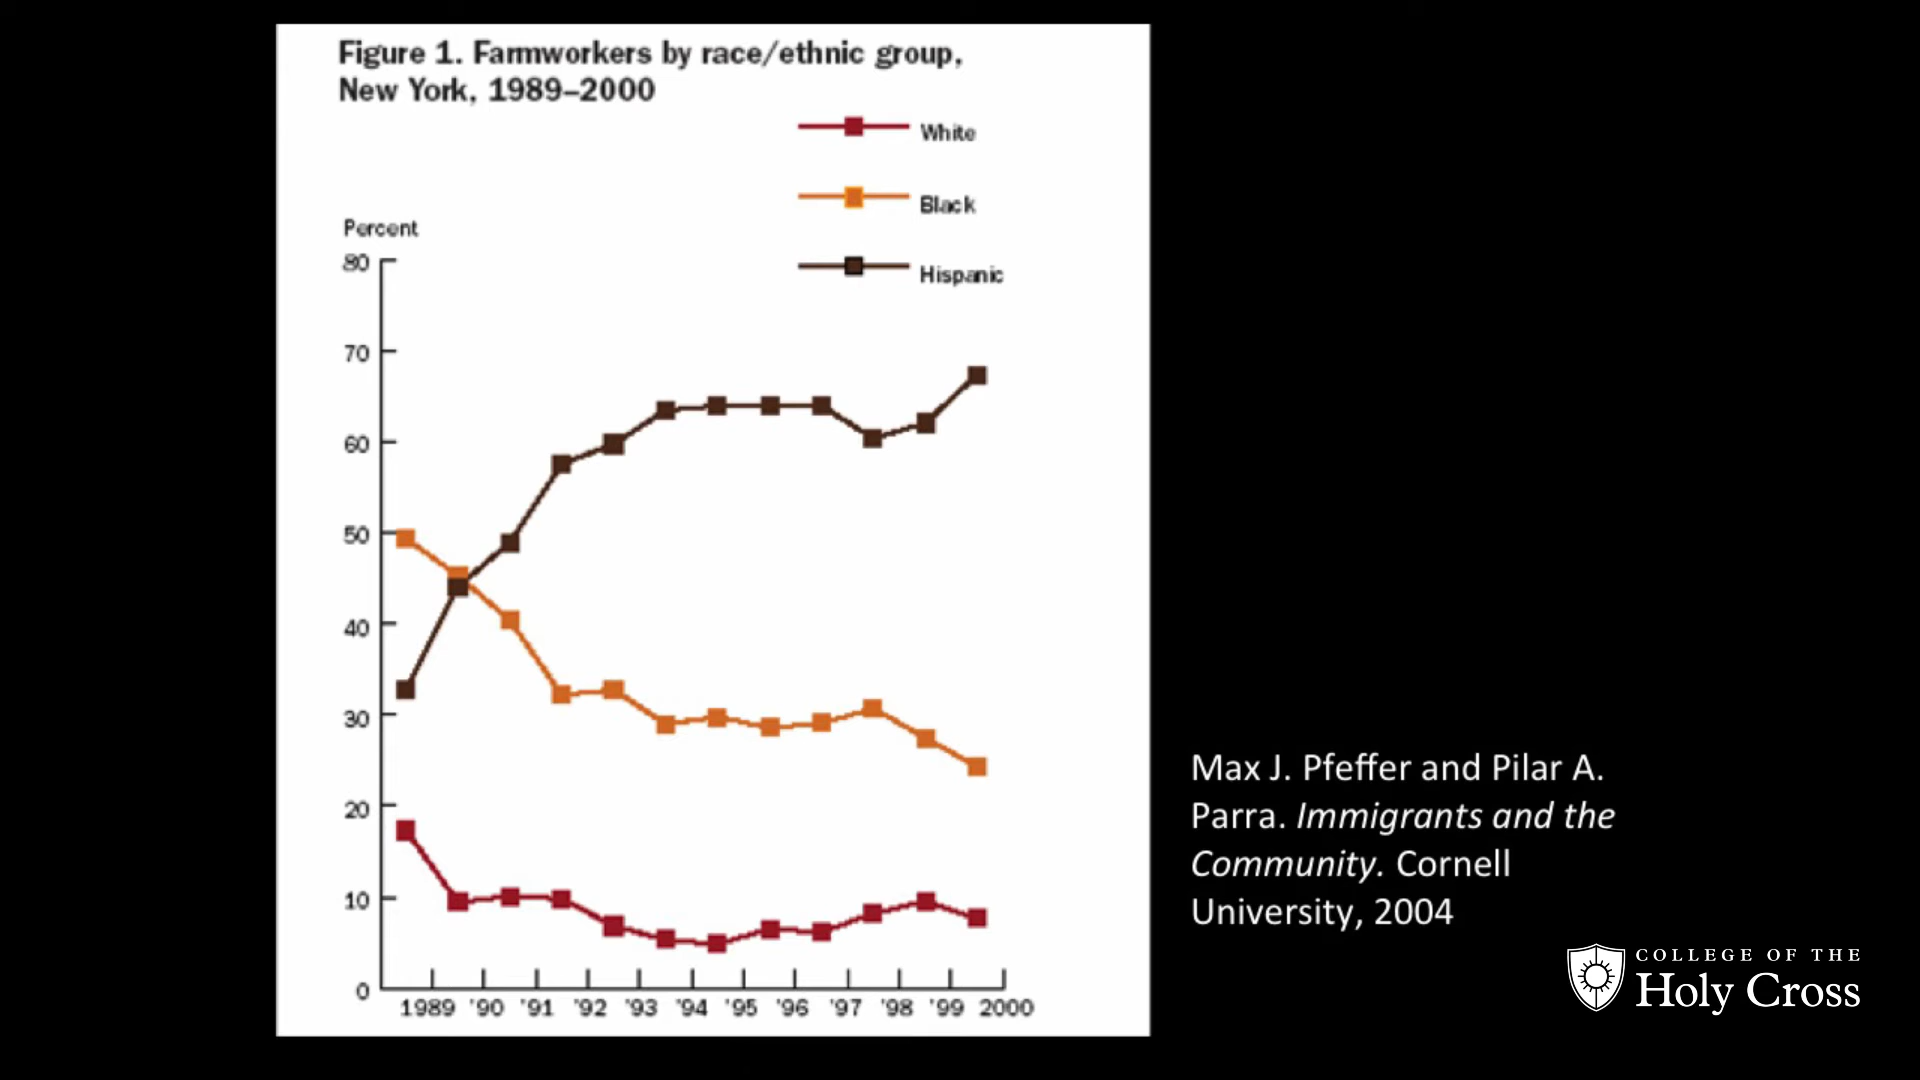 Figure 1. Farmworkers by race/ethnic group,
New York, 1989–2000
White
Black
Hispanic
Percent
80
70
60
50
40
30
20
10
0
1989 '90 '91 '92 '93 '94 '95 '96 '97 '98 '99 2000
Max J. Pfeffer and Pilar A.
Parra. Immigrants and the
Community. Cornell
University, 2004
COLLEGE OF THE
Holy Cross